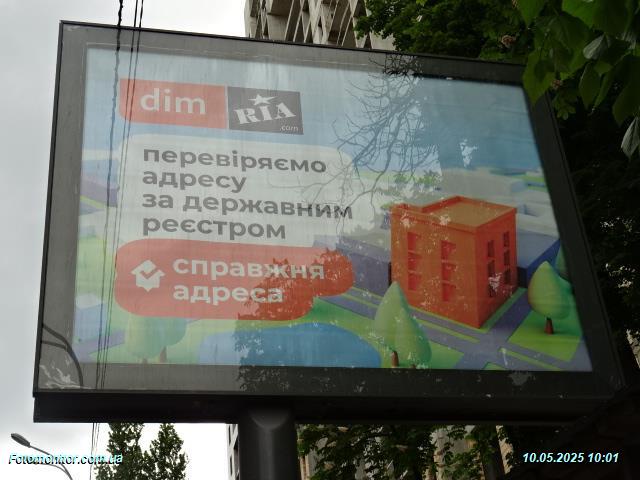 dim RIA
.com
перевіряємо
адресу
за державним
реєстром
справжня
адреса
Fotomonitor.com.ua
10.05.2025 10:01